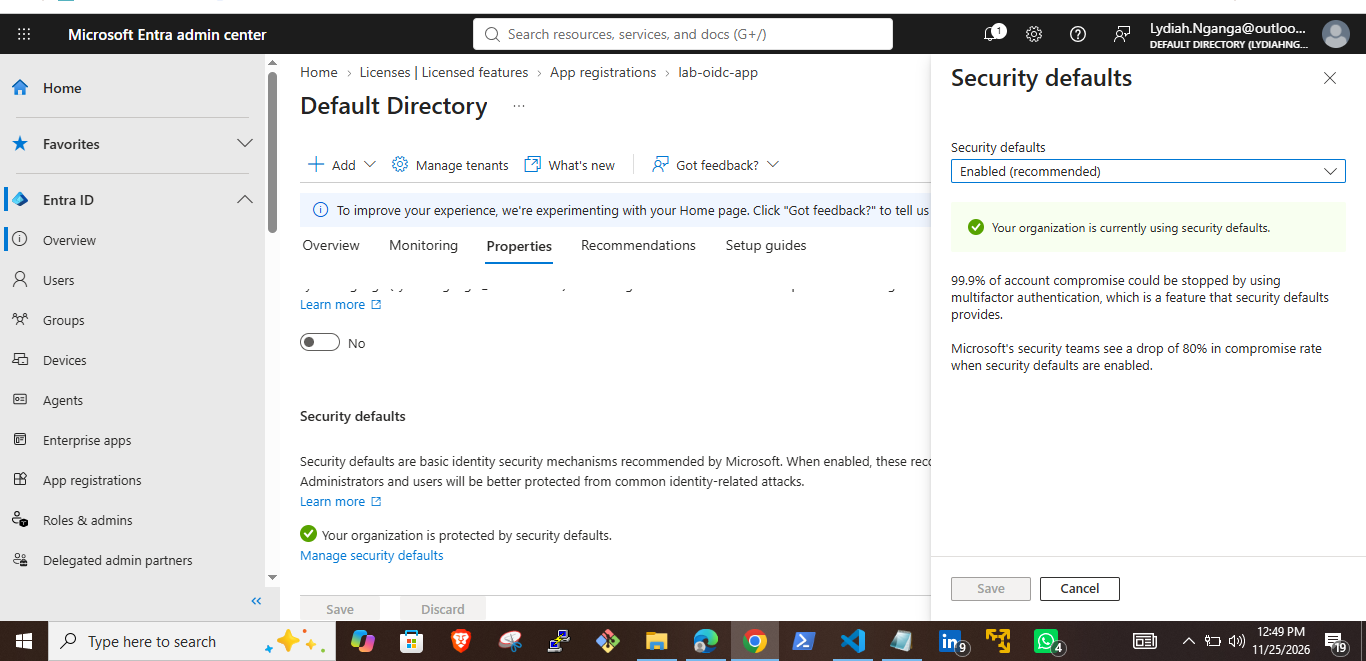 Microsoft Entra admin center
Search resources, services, and docs (G+/)
1
Lydiah.Nganga@outloo...
DEFAULT DIRECTORY (LYDIAHNG...
Home
Favorites
Entra ID
Overview
Users
Groups
Devices
Agents
Enterprise apps
App registrations
Roles & admins
Delegated admin partners
Home > Licenses | Licensed features > App registrations > lab-oidc-app
Default Directory ...
Add
Manage tenants
What's new
Got feedback?
To improve your experience, we're experimenting with your Home page. Click "Got feedback?" to tell us
Overview
Monitoring
Properties
Recommendations
Setup guides
Learn more
No
Security defaults
Security defaults are basic identity security mechanisms recommended by Microsoft. When enabled, these reco
Administrators and users will be better protected from common identity-related attacks.
Learn more
Your organization is protected by security defaults.
Manage security defaults
Save
Discard
Security defaults
Security defaults
Enabled (recommended)
Your organization is currently using security defaults.
99.9% of account compromise could be stopped by using
multifactor authentication, which is a feature that security defaults
provides.
Microsoft's security teams see a drop of 80% in compromise rate
when security defaults are enabled.
Save
Cancel
Type here to search
9
4
12:49 PM
11/25/2026
19